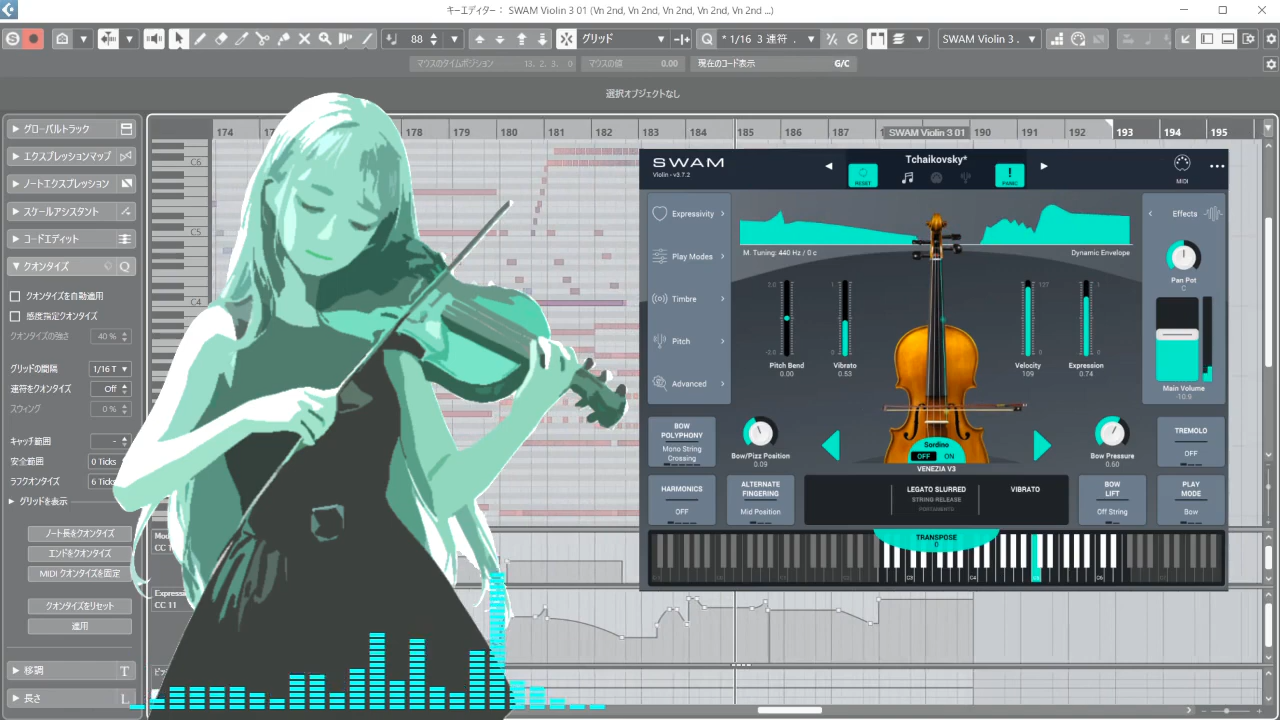 キーエディター： SWAM Violin 3 01 (Vn 2nd, Vn 2nd, Vn 2nd, Vn 2nd, Vn 2nd ...)
88
グリッド
*1/16 3 連符 .
SWAM Violin 3 .
マウスのタイムポジション 13. 2. 3. 0
マウスの値 0.00
現在のコード表示 G/C
選択オブジェクトなし
グローバルトラック
エクスプレッションマップ
ノートエクスプレッション
スケールアシスタント
コードエディット
クオンタイズ
クオンタイズを自動適用
感度指定クオンタイズ
クオンタイズの強さ 40 %
グリッドの間隔 1/16 T
連符をクオンタイズ Off
スウィング 0 %
キャッチ範囲 -
安全範囲 0 Ticks
ラフクオンタイズ 6 Ticks
グリッドを表示
ノート長をクオンタイズ
エンドをクオンタイズ
MIDI クオンタイズを固定
クオンタイズをリセット
適用
移調
長さ
174 178 179 180 181 182 183 184 185 186 187 190 191 192 193 194 195
SWAM Violin 3 01
C6
C5
C4
CC 1
Expression
CC 11
SWAM
Violin - v3.7.2
Tchaikovsky*
RESET
PANIC
MIDI
Expressivity
Play Modes
Timbre
Pitch
Advanced
M. Tuning: 440 Hz / 0 c
Dynamic Envelope
Effects
Pan Pot
C
Main Volume
-10.9
Pitch Bend
0.00
Vibrato
0.53
Velocity
109
Expression
0.74
BOW
POLYPHONY
Mono String
Crossing
Bow/Pizz Position
0.09
Sordino
OFF ON
VENEZIA V3
Bow Pressure
0.60
TREMOLO
OFF
HARMONICS
OFF
ALTERNATE
FINGERING
Mid Position
LEGATO SLURRED
STRING RELEASE
PORTAMENTO
VIBRATO
BOW
LIFT
Off String
PLAY
MODE
Bow
TRANSPOSE
0